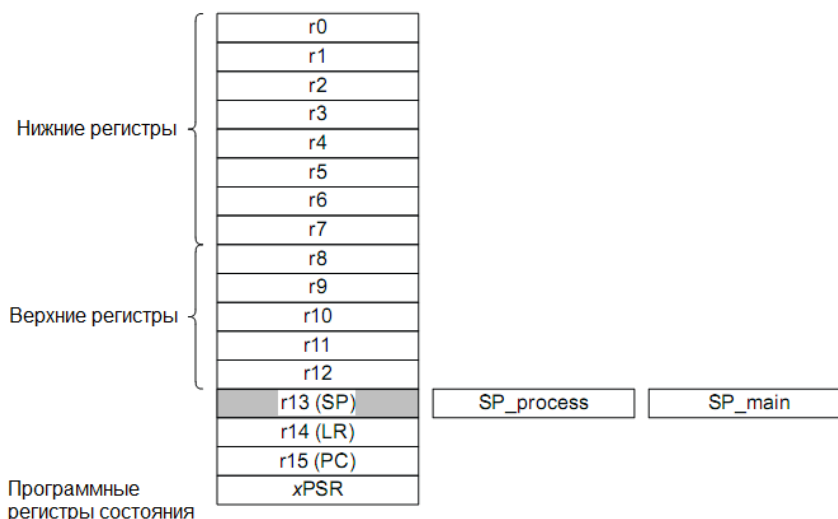 r0
r1
r2
r3
Нижние регистры
r4
r5
r6
r7
r8
r9
Верхние регистры
r10
r11
r12
r13 (SP) SP_process SP_main
r14 (LR)
r15 (PC)
Программные
регистры состояния
xPSR